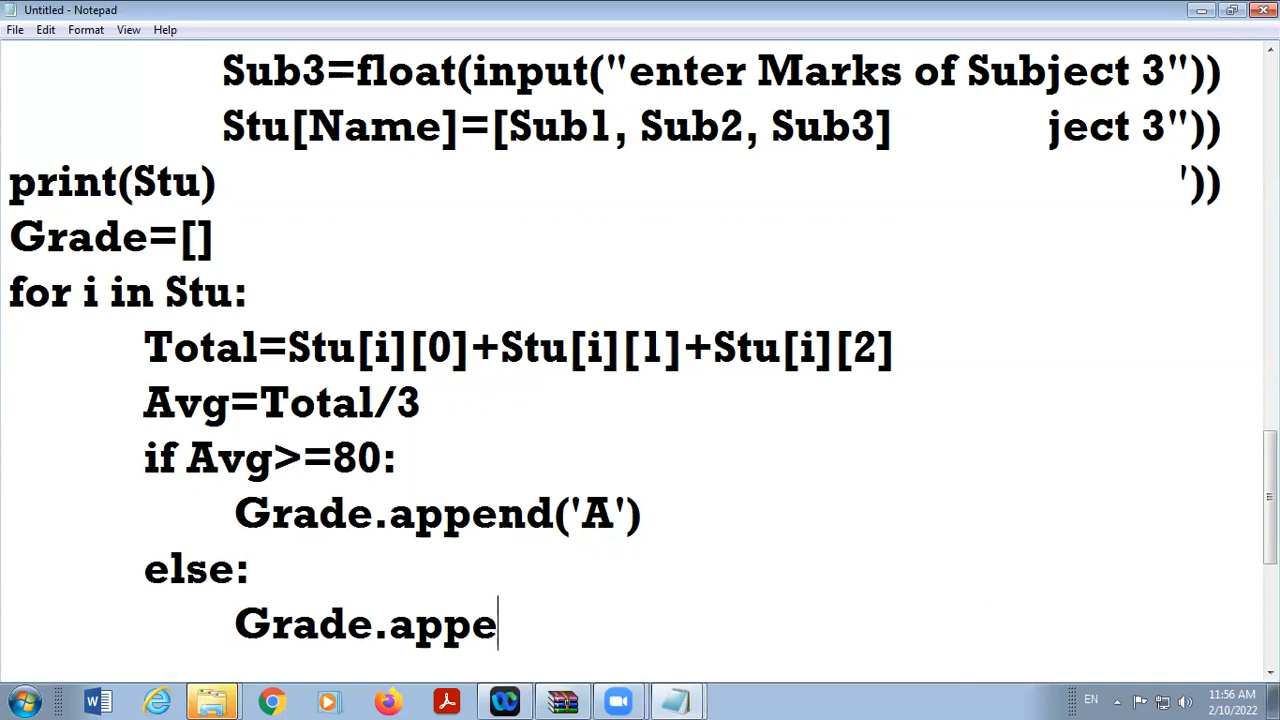 Untitled - Notepad
File Edit Format View Help
Sub3=float(input("enter Marks of Subject 3"))
Stu[Name]=[Sub1, Sub2, Sub3] ject 3"))
print(Stu) '))
Grade=[]
for i in Stu:
Total=Stu[i][0]+Stu[i][1]+Stu[i][2]
Avg=Total/3
if Avg>=80:
Grade.append('A')
else:
Grade.appe
EN
11:56 AM
2/10/2022